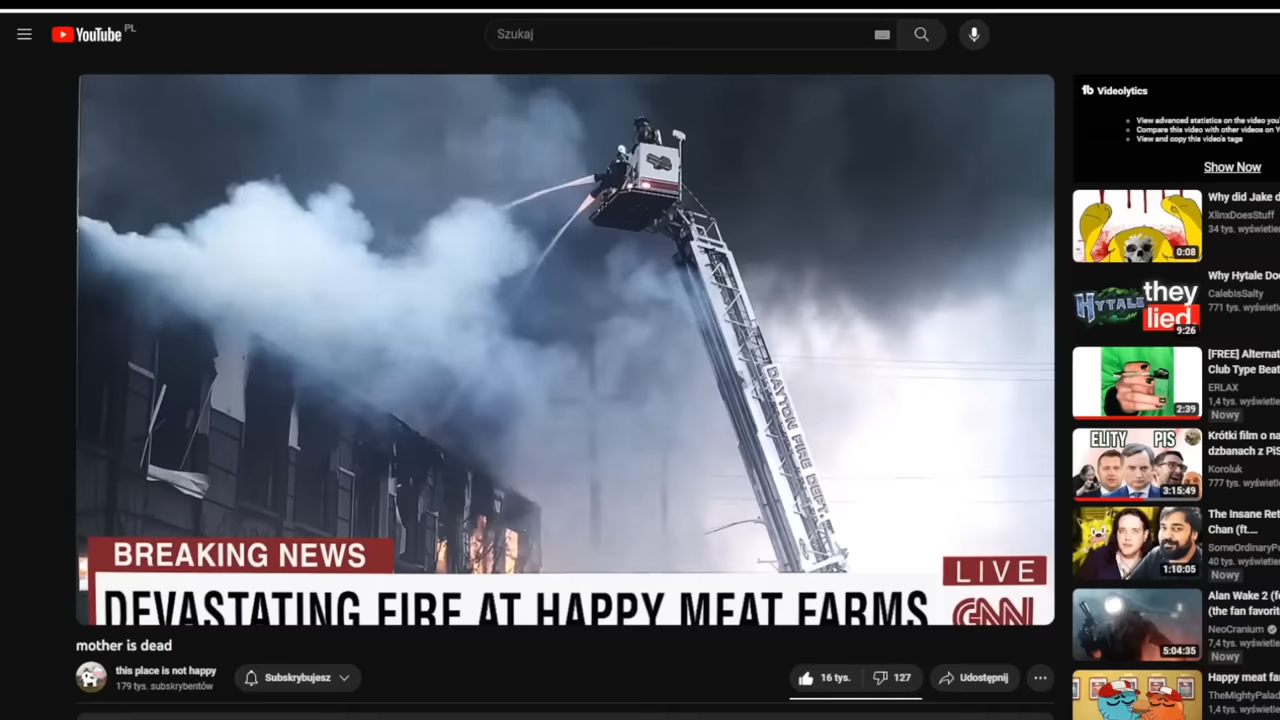 YouTube PL
Szukaj
DAYTON FIRE DEPT.
BREAKING NEWS
LIVE
DEVASTATING FIRE AT HAPPY MEAT FARMS
GNN
mother is dead
this place is not happy
179 tys. subskrybentów
Subskrybujesz
16 tys.
127
Udostępnij
Videolytics
View advanced statistics on the video you
Compare this video with other videos on Y
View and copy this video's tags
Show Now
0:08
Why did Jake d
XlinxDoesStuff
34 tys. wyświetle
HYTALE
they
lied.
9:26
Why Hytale Do
CalebIsSalty
771 tys. wyświetle
2:39
[FREE] Alternat
Club Type Beat
ERLAX
1,4 tys. wyświetle
Nowy
ELITY PIS
3:15:49
Krótki film o na
dzbanach z PiS
Koroluk
777 tys. wyświetle
1:10:05
The Insane Ret
Chan (ft....
SomeOrdinaryPo
40 tys. wyświetle
Nowy
5:04:35
Alan Wake 2 (f
(the fan favorit
NeoCranium
7,4 tys. wyświetle
Nowy
Happy meat fa
TheMightyPalad
1,4 tys. wyświetle